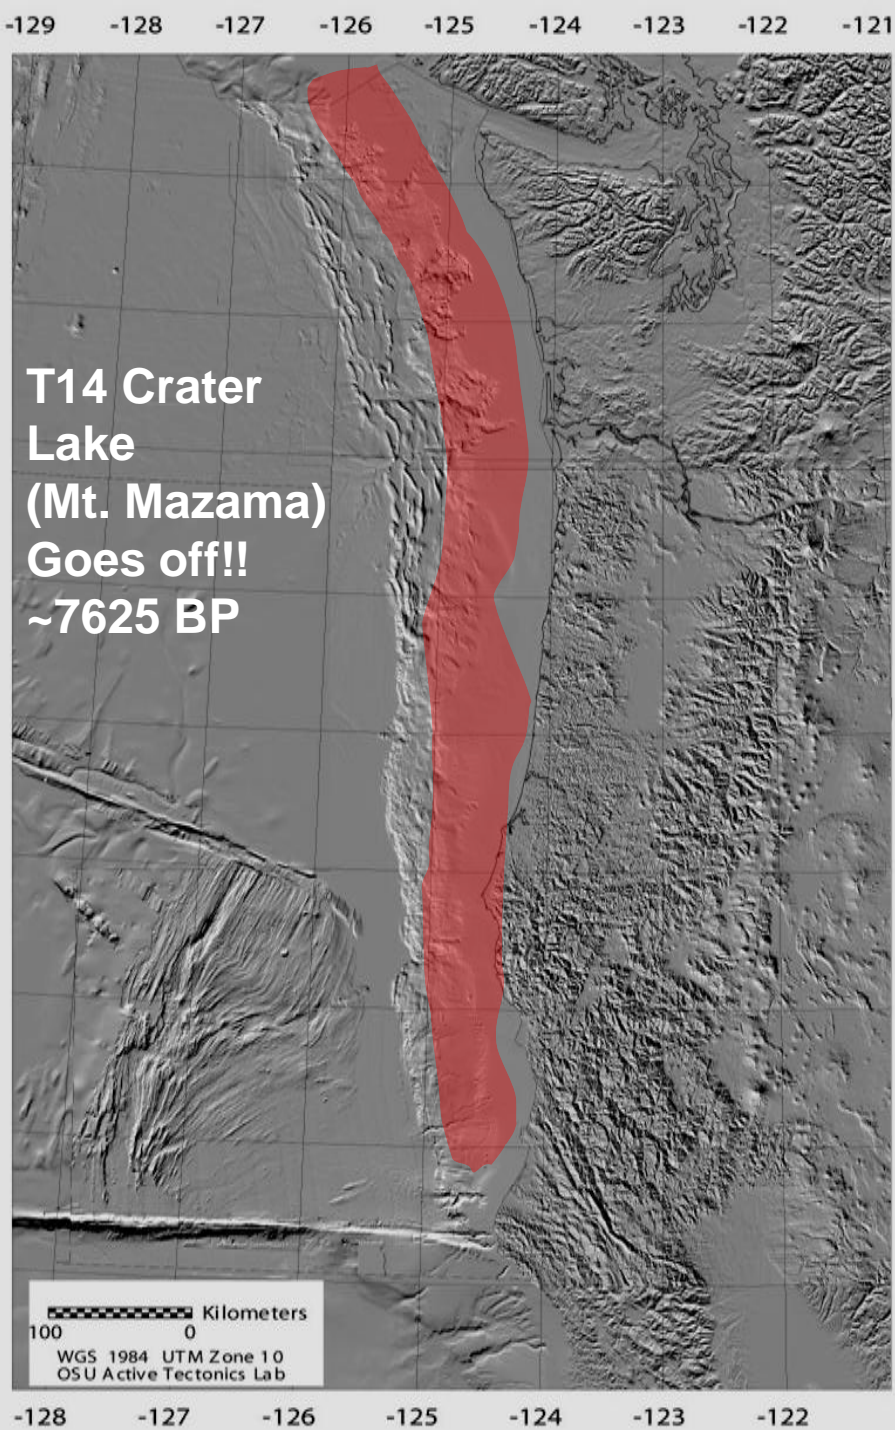 -129 -128 -127 -126 -125 -124 -123 -122 -121
T14 Crater
Lake
(Mt. Mazama)
Goes off!!
~7625 BP
Kilometers
100 0
WGS 1984 UTM Zone 10
OSU Active Tectonics Lab
-128 -127 -126 -125 -124 -123 -122